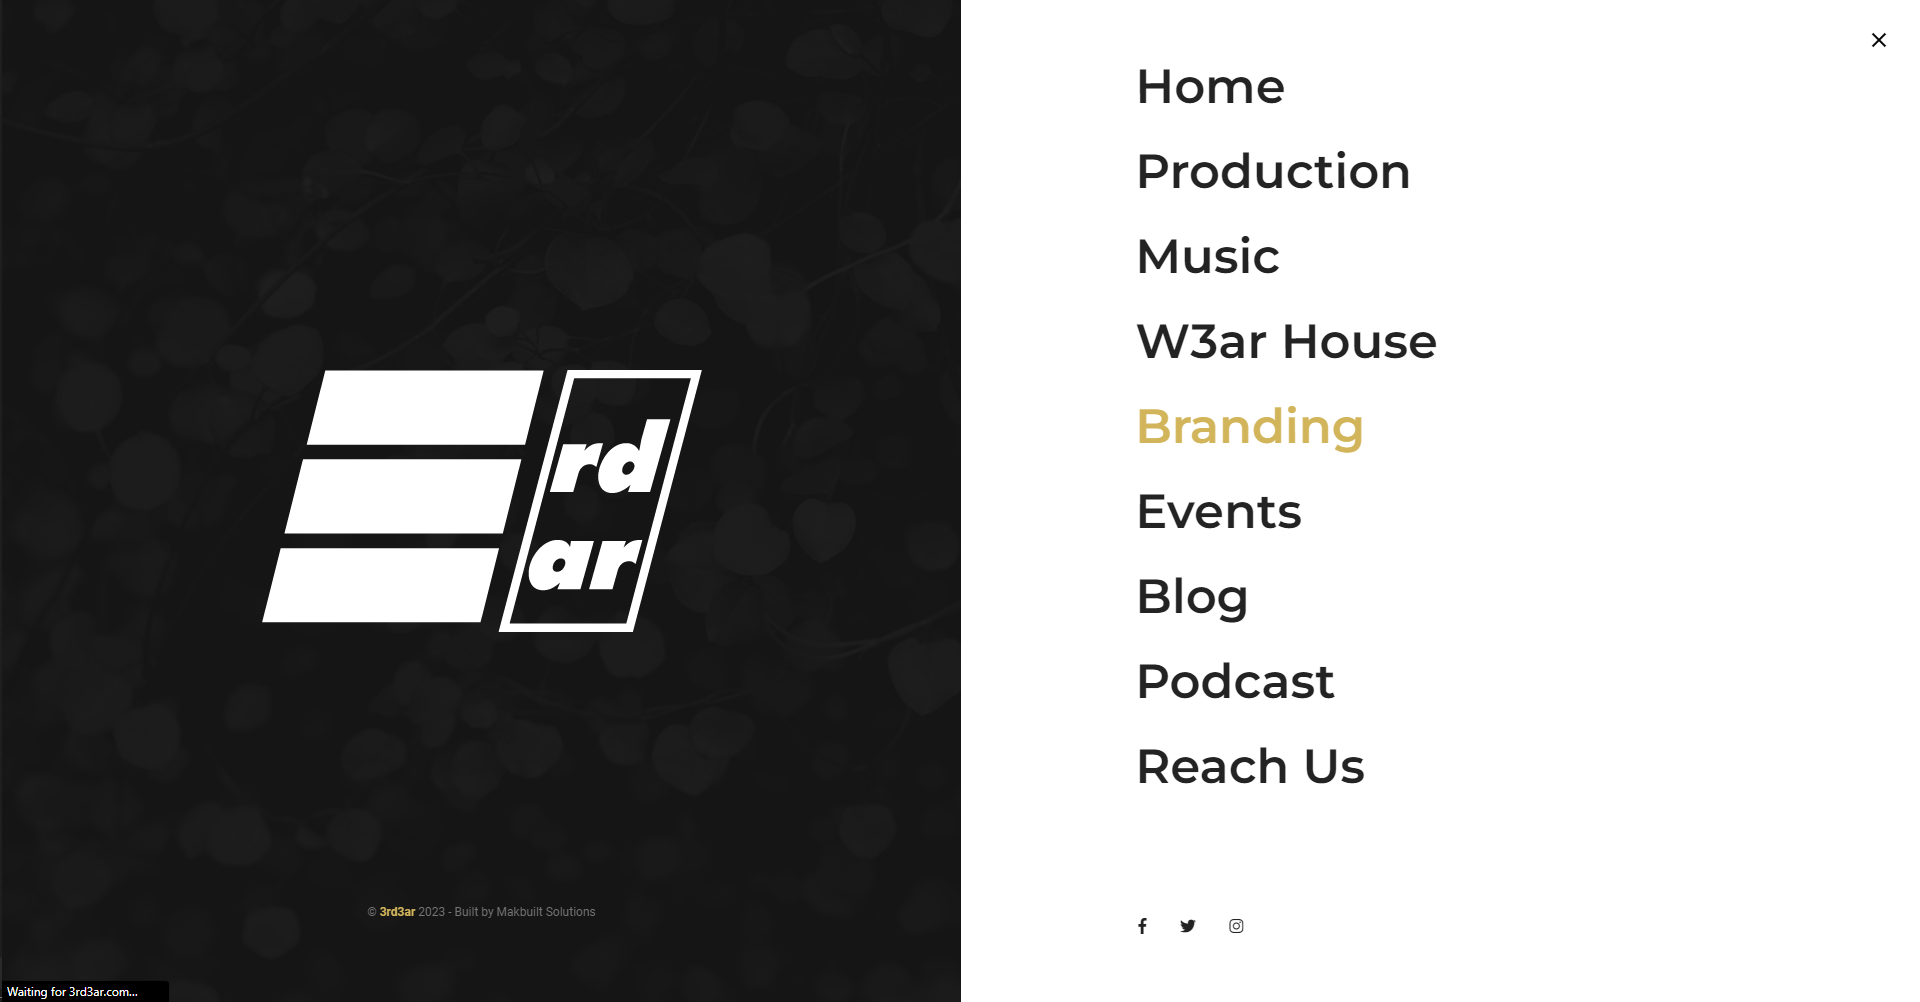 rd
ar
© 3rd3ar 2023 - Built by Makbuilt Solutions
Waiting for 3rd3ar.com...
Home
Production
Music
W3ar House
Branding
Events
Blog
Podcast
Reach Us